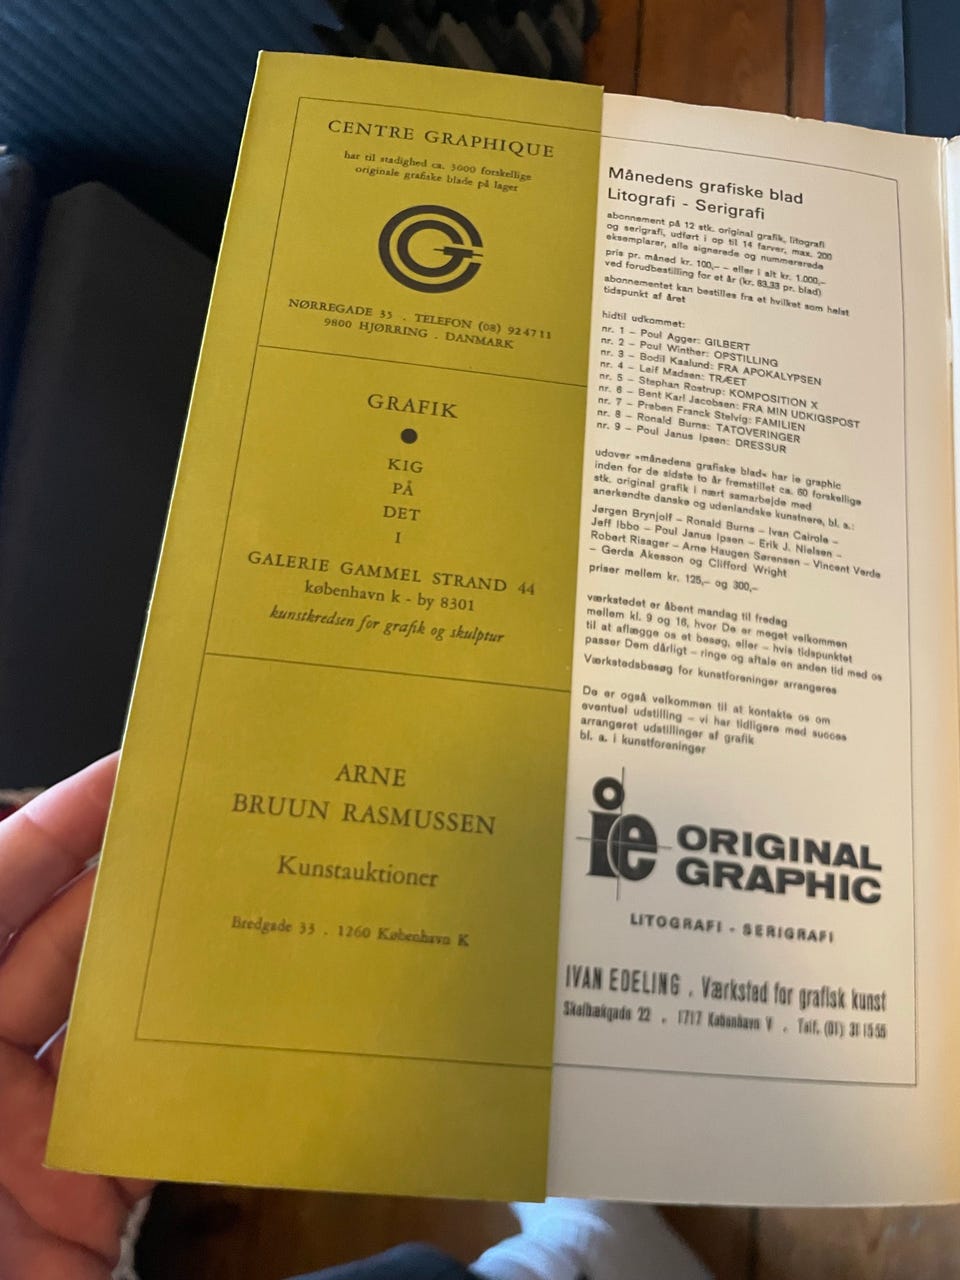 CENTRE GRAPHIQUE
har til stadighed ca. 3000 forskellige
originale grafiske blade på lager
NØRREGADE 35 . TELEFON (08) 924711
9800 HJØRRING . DANMARK
GRAFIK
KIG
PÅ
DET
I
GALERIE GAMMEL STRAND 44
københavn k - by 8301
kunstkredsen for grafik og skulptur
ARNE
BRUUN RASMUSSEN
Kunstauktioner
Bredgade 33 . 1260 København K
Månedens grafiske blad
Litografi - Serigrafi
abonnement på 12 stk. original grafik, litografi
og serigrafi, udført i op til 14 farver, max. 200
eksemplarer, alle signerede og nummererede
pris pr. måned kr. 100,– – eller i alt kr. 1.000,–
ved forudbestilling for et år (kr. 83,33 pr. blad)
abonnementet kan bestilles fra et hvilket som helst
tidspunkt af året
hidtil udkommet:
nr. 1 – Poul Agger: GILBERT
nr. 2 – Poul Winther: OPSTILLING
nr. 3 – Bodil Kaalund: FRA APOKALYPSEN
nr. 4 – Leif Madsen: TRÆET
nr. 5 – Stephan Rostrup: KOMPOSITION X
nr. 6 – Bent Karl Jacobsen: FRA MIN UDKIGSPOST
nr. 7 – Preben Franck Stelvig: FAMILIEN
nr. 8 – Ronald Burns: TATOVERINGER
nr. 9 – Poul Janus Ipsen: DRESSUR
udover »månedens grafiske blad« har ie graphic
inden for de sidste to år fremstillet ca. 60 forskellige
stk. original grafik i nært samarbejde med
anerkendte danske og udenlandske kunstnere, bl. a.:
Jørgen Brynjolf – Ronald Burns – Ivan Cairole –
Jeff Ibbo – Poul Janus Ipsen – Erik J. Nielsen –
Robert Risager – Arne Haugen Sørensen – Vincent Verde
– Gerda Akesson og Clifford Wright
priser mellem kr. 125,– og 300,–
værkstedet er åbent mandag til fredag
mellem kl. 9 og 16, hvor De er meget velkommen
til at aflægge os et besøg, eller – hvis tidspunktet
passer Dem dårligt – ringe og aftale en anden tid med os
Værkstedsbesøg for kunstforeninger arrangeres
De er også velkommen til at kontakte os om
eventuel udstilling – vi har tidligere med succes
arrangeret udstillinger af grafik
bl. a. i kunstforeninger
ie ORIGINAL
GRAPHIC
LITOGRAFI - SERIGRAFI
IVAN EDELING . Værksted for grafisk kunst
Skalbækgade 22 . 1717 København V . Telf. (01) 31 15 55